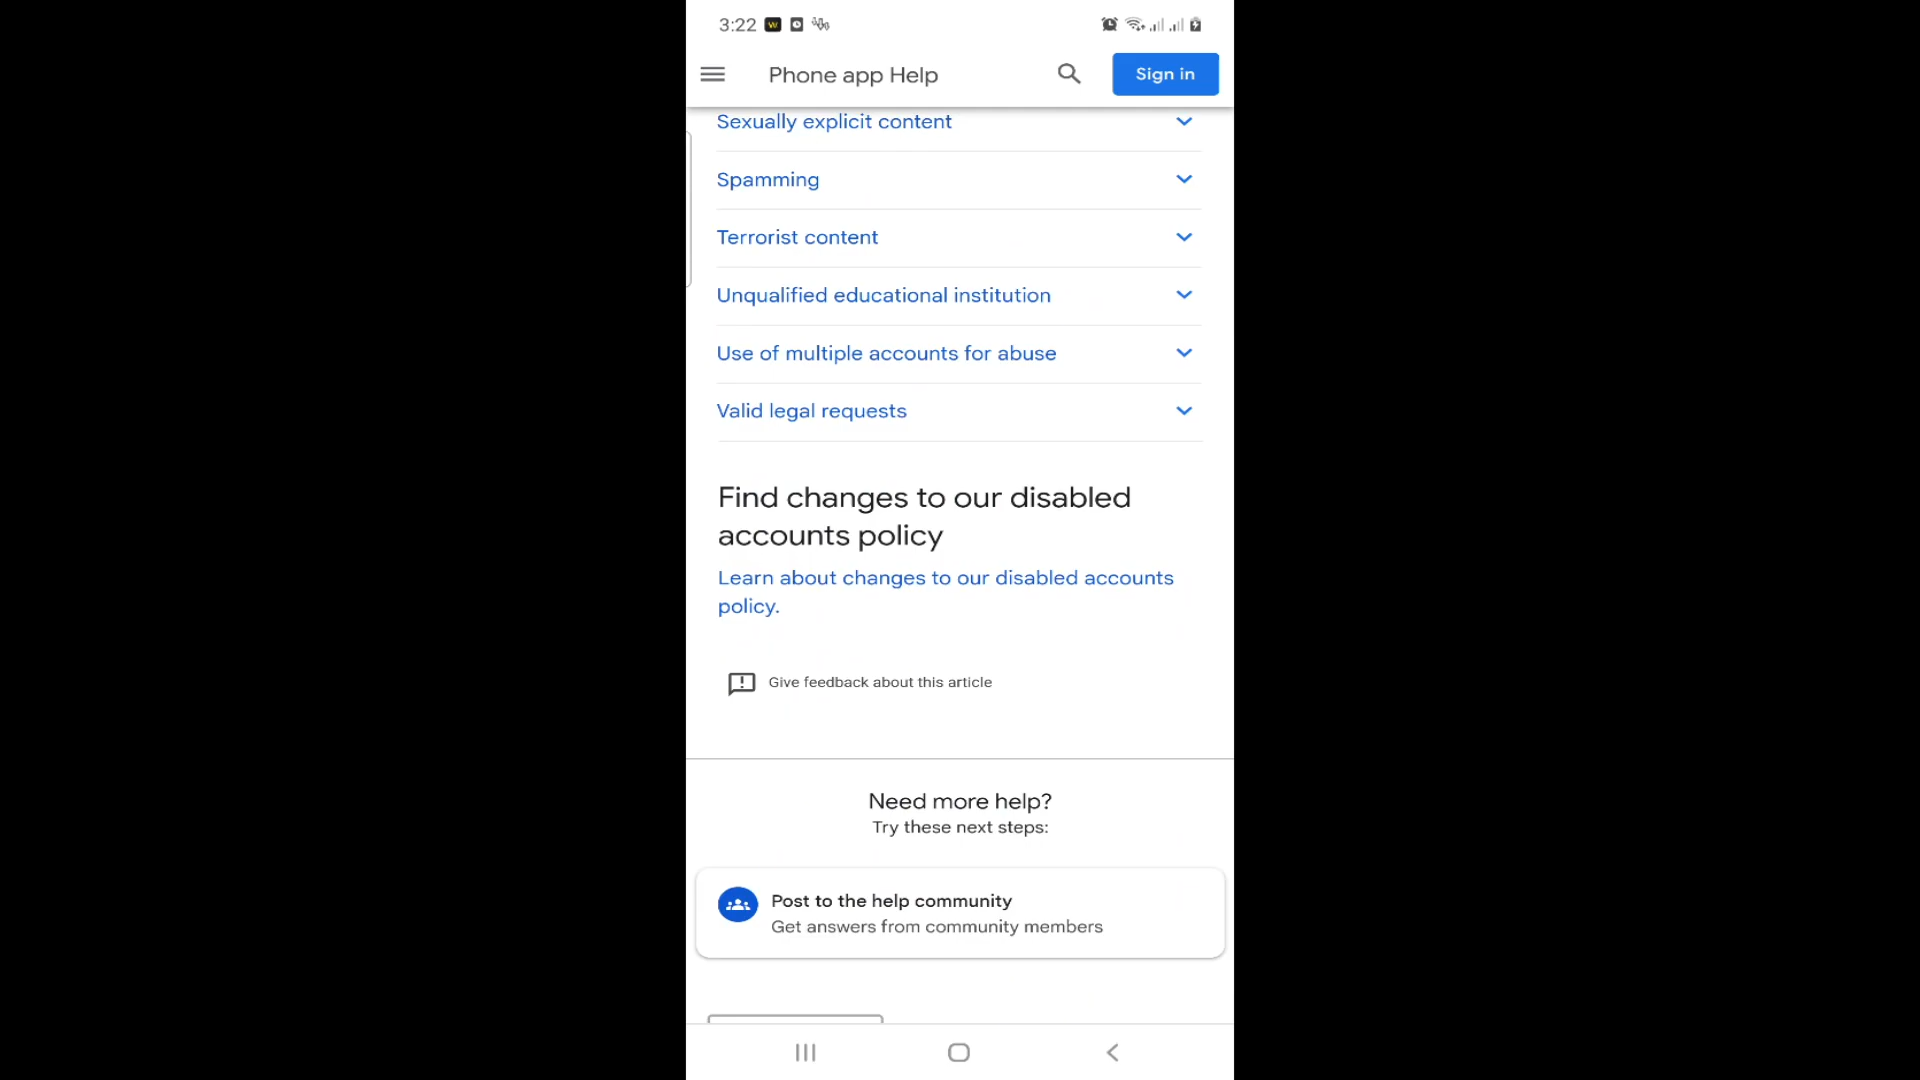 3:22
Phone app Help
Sign in
Sexually explicit content
Spamming
Terrorist content
Unqualified educational institution
Use of multiple accounts for abuse
Valid legal requests
Find changes to our disabled
accounts policy
Learn about changes to our disabled accounts
policy.
Give feedback about this article
Need more help?
Try these next steps:
Post to the help community
Get answers from community members